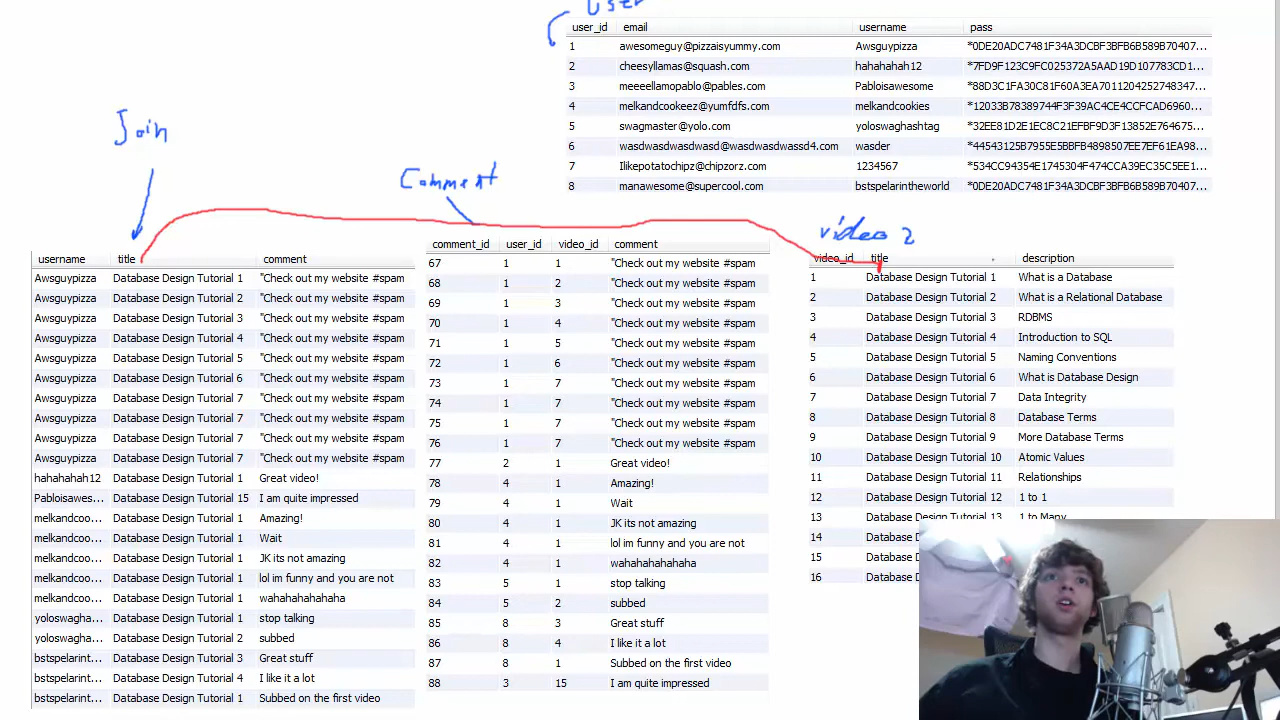 User
user_id email username pass
1 awesomeguy@pizzaisyummy.com Awsguypizza *0DE20ADC7481F34A3DCBF3BFB6B589B70407...
2 cheesyllamas@squash.com hahahahah12 *7FD9F123C9FC025372A5AAD19D107783CD1...
3 meeeellamopablo@pables.com Pabloisawesome *88D3C1FA30C81F60A3EA7011204252748347...
4 melkandcookeez@yumfdfs.com melkandcookies *12033B78389744F3F39AC4CE4CCFCAD6960...
5 swagmaster@yolo.com yoloswaghashtag *32EE81D2E1EC8C21EFBF9D3F13852E764675...
6 wasdwasdwasdwasd@wasdwasdwassd4.com wasder *44543125B7955E5BBFB4898507EE7EF61EA98...
7 Ilikepotatochipz@chipzorz.com 1234567 *534CC94354E1745304F474CCA39EC35C5EE1...
8 manawesome@supercool.com bstspelarintheworld *0DE20ADC7481F34A3DCBF3BFB6B589B70407...
Join
Comment
video 2
username title comment
Awsguypizza Database Design Tutorial 1 "Check out my website #spam
Awsguypizza Database Design Tutorial 2 "Check out my website #spam
Awsguypizza Database Design Tutorial 3 "Check out my website #spam
Awsguypizza Database Design Tutorial 4 "Check out my website #spam
Awsguypizza Database Design Tutorial 5 "Check out my website #spam
Awsguypizza Database Design Tutorial 6 "Check out my website #spam
Awsguypizza Database Design Tutorial 7 "Check out my website #spam
Awsguypizza Database Design Tutorial 7 "Check out my website #spam
Awsguypizza Database Design Tutorial 7 "Check out my website #spam
Awsguypizza Database Design Tutorial 7 "Check out my website #spam
hahahahah12 Database Design Tutorial 1 Great video!
Pabloisawes... Database Design Tutorial 15 I am quite impressed
melkandcoo... Database Design Tutorial 1 Amazing!
melkandcoo... Database Design Tutorial 1 Wait
melkandcoo... Database Design Tutorial 1 JK its not amazing
melkandcoo... Database Design Tutorial 1 lol im funny and you are not
melkandcoo... Database Design Tutorial 1 wahahahahahaha
yoloswagha... Database Design Tutorial 1 stop talking
yoloswagha... Database Design Tutorial 2 subbed
bstspelarint... Database Design Tutorial 3 Great stuff
bstspelarint... Database Design Tutorial 4 I like it a lot
bstspelarint... Database Design Tutorial 1 Subbed on the first video
comment_id user_id video_id comment
67 1 1 "Check out my website #spam
68 1 2 "Check out my website #spam
69 1 3 "Check out my website #spam
70 1 4 "Check out my website #spam
71 1 5 "Check out my website #spam
72 1 6 "Check out my website #spam
73 1 7 "Check out my website #spam
74 1 7 "Check out my website #spam
75 1 7 "Check out my website #spam
76 1 7 "Check out my website #spam
77 2 1 Great video!
78 4 1 Amazing!
79 4 1 Wait
80 4 1 JK its not amazing
81 4 1 lol im funny and you are not
82 4 1 wahahahahahaha
83 5 1 stop talking
84 5 2 subbed
85 8 3 Great stuff
86 8 4 I like it a lot
87 8 1 Subbed on the first video
88 3 15 I am quite impressed
video_id title description
1 Database Design Tutorial 1 What is a Database
2 Database Design Tutorial 2 What is a Relational Database
3 Database Design Tutorial 3 RDBMS
4 Database Design Tutorial 4 Introduction to SQL
5 Database Design Tutorial 5 Naming Conventions
6 Database Design Tutorial 6 What is Database Design
7 Database Design Tutorial 7 Data Integrity
8 Database Design Tutorial 8 Database Terms
9 Database Design Tutorial 9 More Database Terms
10 Database Design Tutorial 10 Atomic Values
11 Database Design Tutorial 11 Relationships
12 Database Design Tutorial 12 1 to 1
13 Database Design Tutorial 13 1 to Many
14 Database D
15 Database D
16 Database D